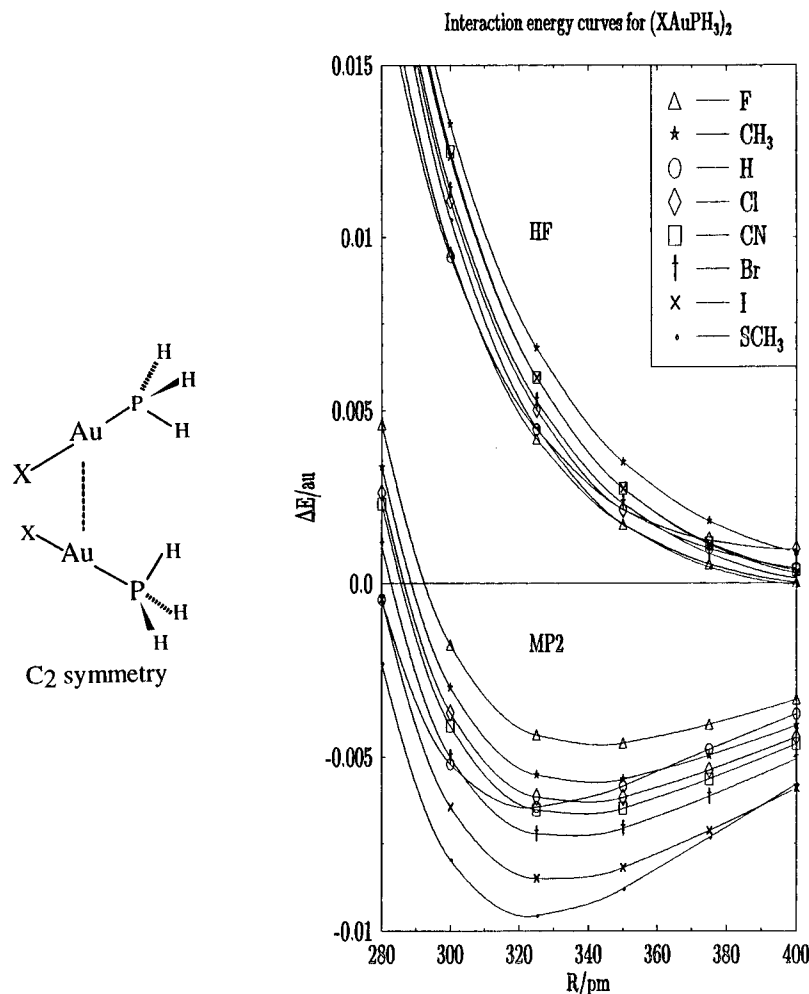 Interaction energy curves for (XAuPH₃)₂
H
H
P
H
Au
X
X
Au
H
P
H
H
C2 symmetry
ΔE/au
0.015
0.01
0.005
0.0
-0.005
-0.01
HF
MP2
F
CH₃
H
Cl
CN
Br
I
SCH₃
280
300
320
340
360
380
400
R/pm